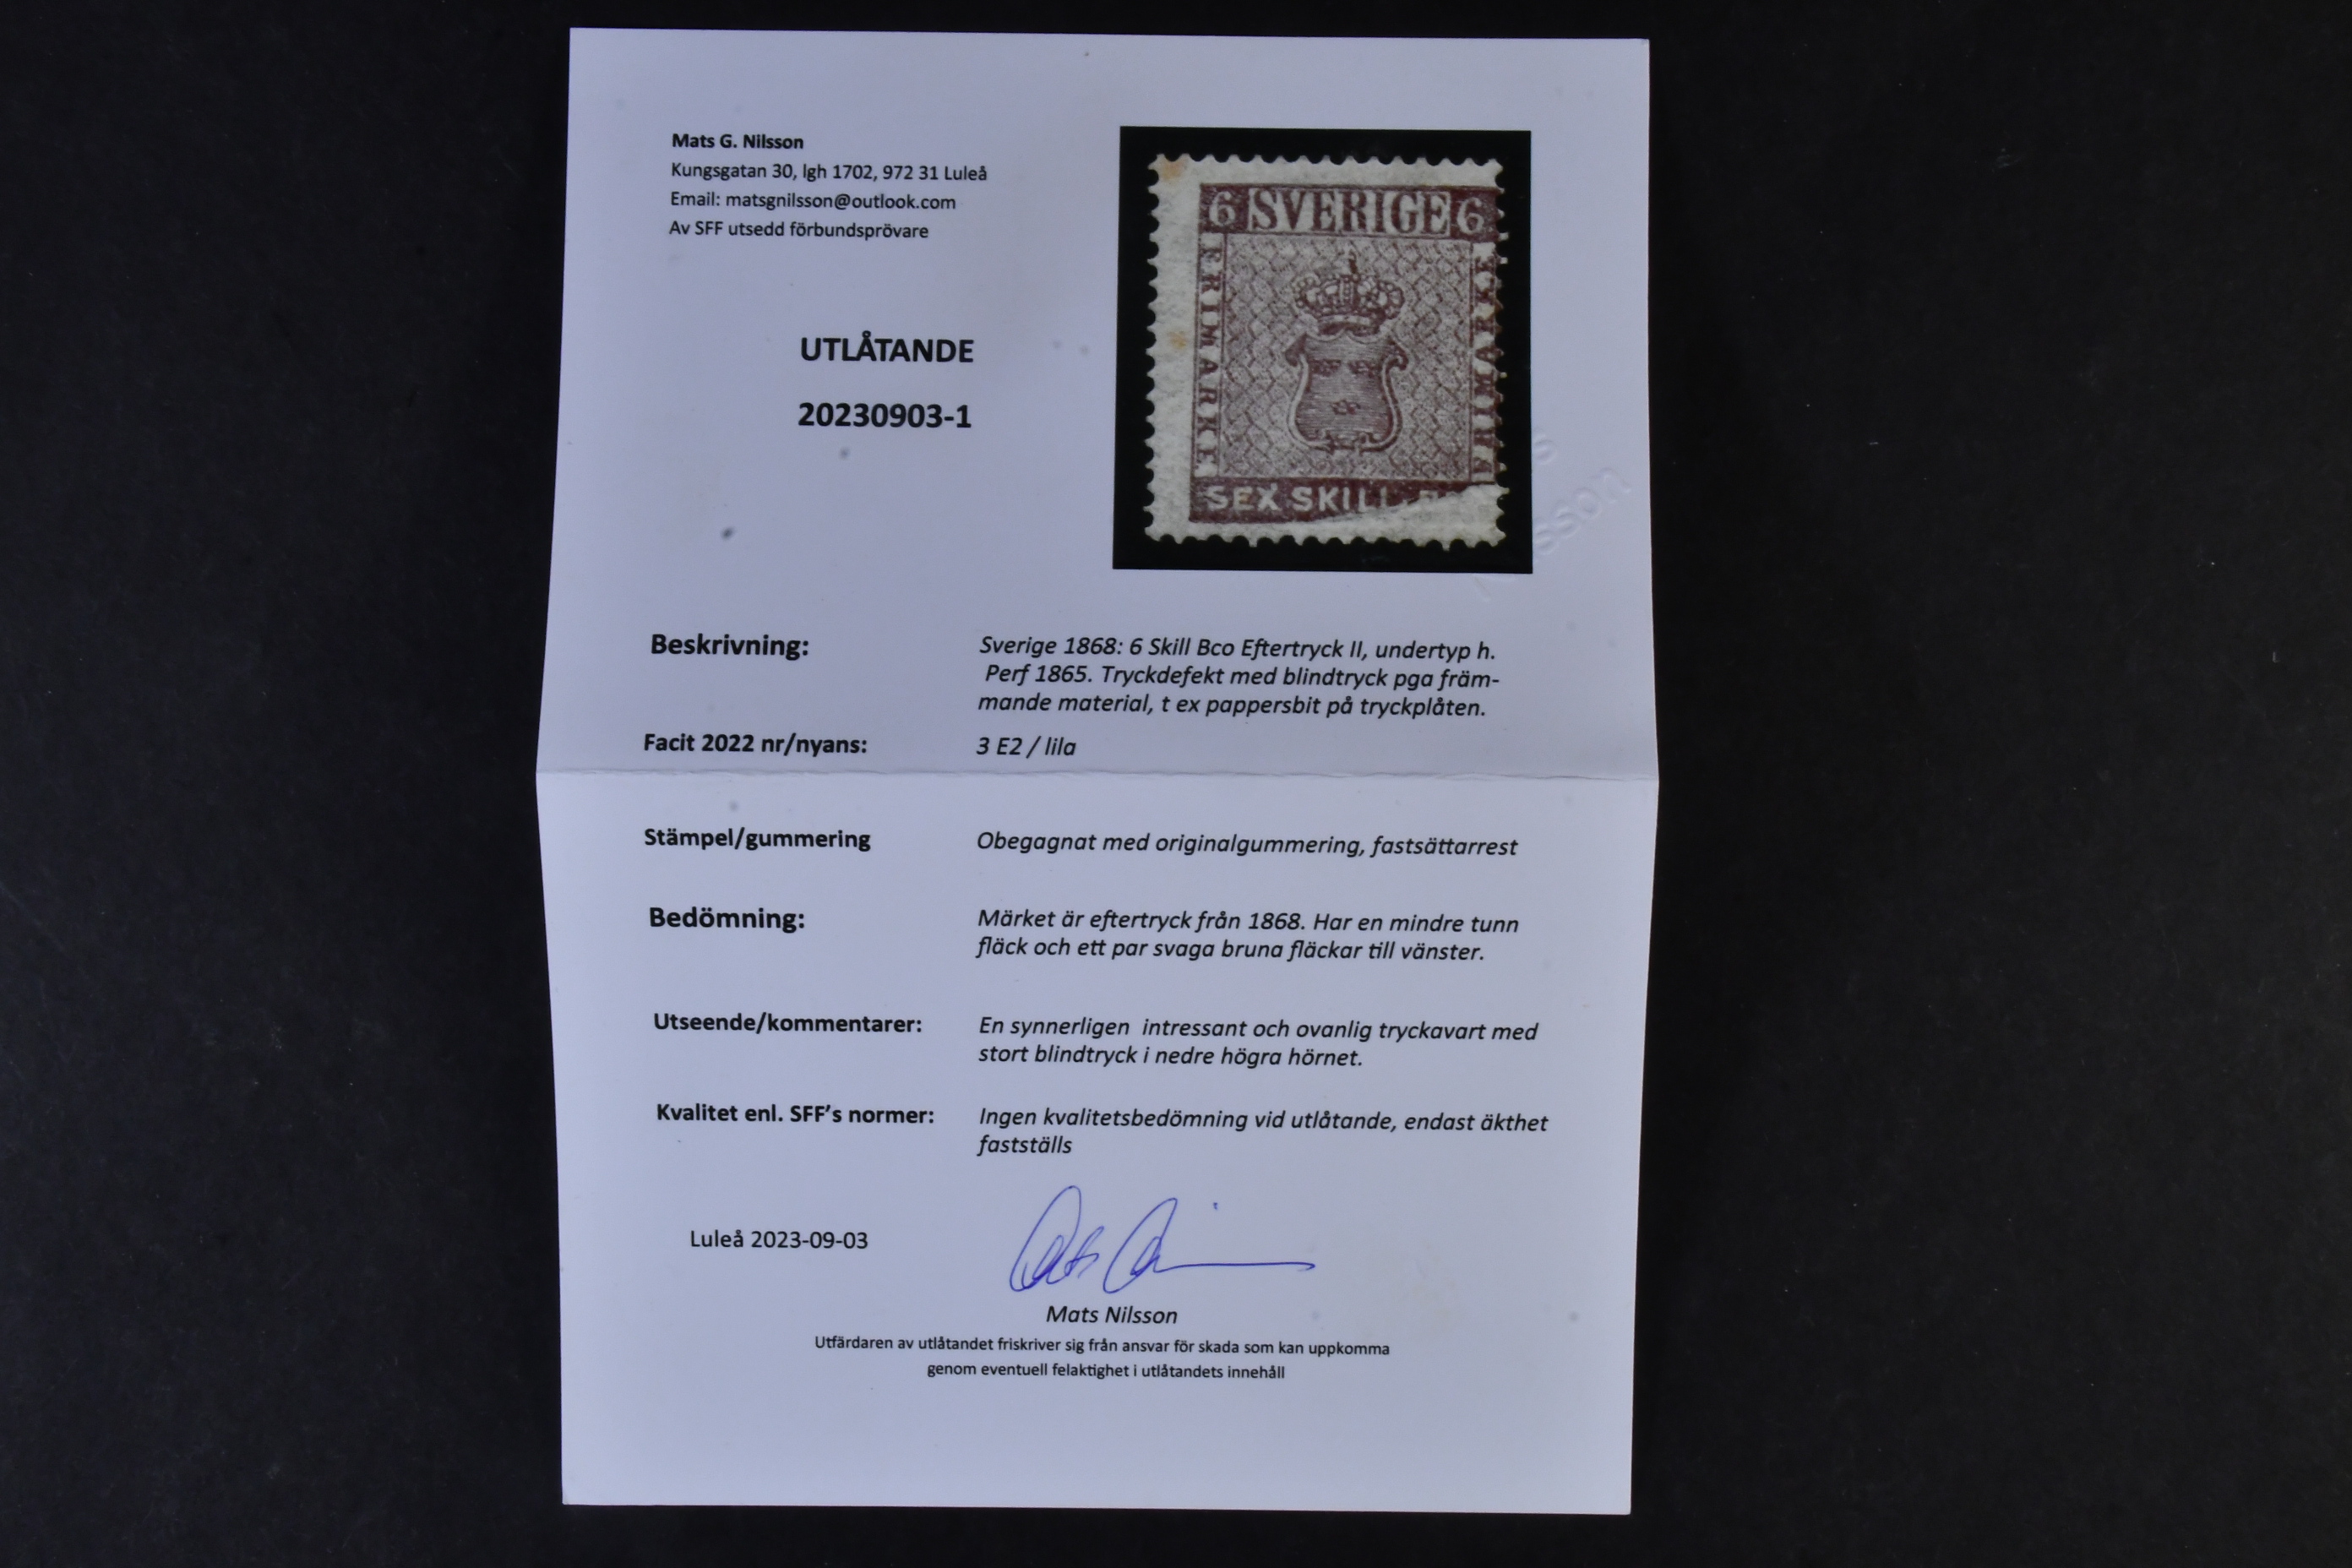 Mats G. Nilsson
Kungsgatan 30, lgh 1702, 972 31 Luleå
Email: matsgnilsson@outlook.com
Av SFF utsedd förbundsprövare
UTLÅTANDE
20230903-1
6 SVERIGE 6
FRIMÄRKE
FRIMÄRKE
SEX SKILL.
sson
Beskrivning:
Sverige 1868: 6 Skill Bco Eftertryck II, undertyp h.
Perf 1865. Tryckdefekt med blindtryck pga främ-
mande material, t ex pappersbit på tryckplåten.
Facit 2022 nr/nyans: 3 E2 / lila
Stämpel/gummering Obegagnat med originalgummering, fastsättarrest
Bedömning: Märket är eftertryck från 1868. Har en mindre tunn
fläck och ett par svaga bruna fläckar till vänster.
Utseende/kommentarer: En synnerligen intressant och ovanlig tryckavart med
stort blindtryck i nedre högra hörnet.
Kvalitet enl. SFF's normer: Ingen kvalitetsbedömning vid utlåtande, endast äkthet
fastställs
Luleå 2023-09-03
Mats Nilsson
Utfärdaren av utlåtandet friskriver sig från ansvar för skada som kan uppkomma
genom eventuell felaktighet i utlåtandets innehåll